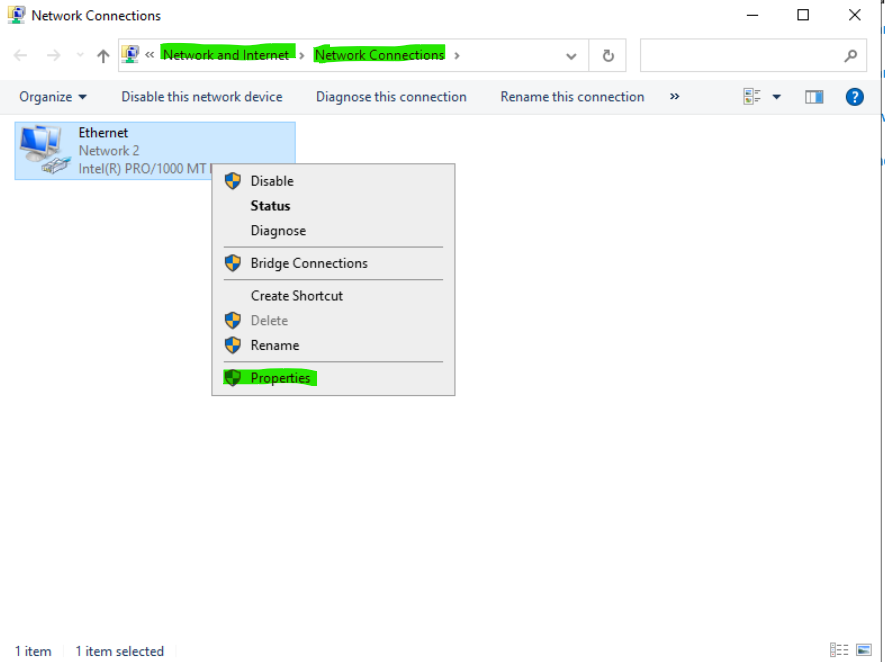 Network Connections
« Network and Internet › Network Connections ›
Organize Disable this network device Diagnose this connection Rename this connection »
Ethernet
Network 2
Intel(R) PRO/1000 MT
Disable
Status
Diagnose
Bridge Connections
Create Shortcut
Delete
Rename
Properties
1 item 1 item selected